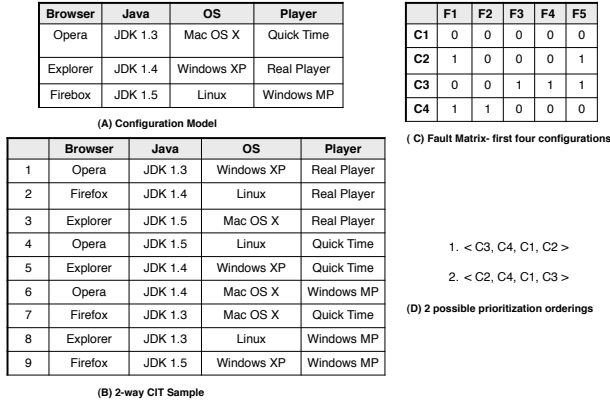 Browser Java OS Player
Opera JDK 1.3 Mac OS X Quick Time
Explorer JDK 1.4 Windows XP Real Player
Firebox JDK 1.5 Linux Windows MP
(A) Configuration Model
Browser Java OS Player
1 Opera JDK 1.3 Windows XP Real Player
2 Firefox JDK 1.4 Linux Real Player
3 Explorer JDK 1.5 Mac OS X Real Player
4 Opera JDK 1.5 Linux Quick Time
5 Explorer JDK 1.4 Windows XP Quick Time
6 Opera JDK 1.4 Mac OS X Windows MP
7 Firefox JDK 1.3 Mac OS X Quick Time
8 Explorer JDK 1.3 Linux Windows MP
9 Firefox JDK 1.5 Windows XP Windows MP
(B) 2-way CIT Sample
F1 F2 F3 F4 F5
C1 0 0 0 0 0
C2 1 0 0 0 1
C3 0 0 1 1 1
C4 1 1 0 0 0
( C) Fault Matrix- first four configurations
1. < C3, C4, C1, C2 >
2. < C2, C4, C1, C3 >
(D) 2 possible prioritization orderings